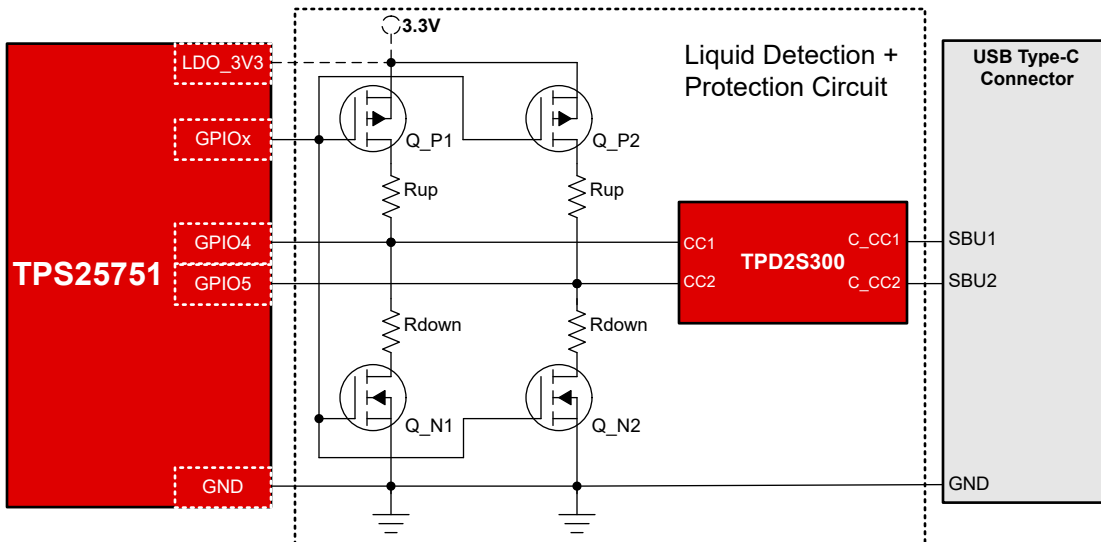 3.3V
Liquid Detection +
Protection Circuit
USB Type-C
Connector
LDO_3V3
GPIOx
Q_P1
Q_P2
Rup
Rup
GPIO4
CC1
C_CC1
SBU1
TPS25751
TPD2S300
GPIO5
CC2
C_CC2
SBU2
Rdown
Rdown
Q_N1
Q_N2
GND
GND